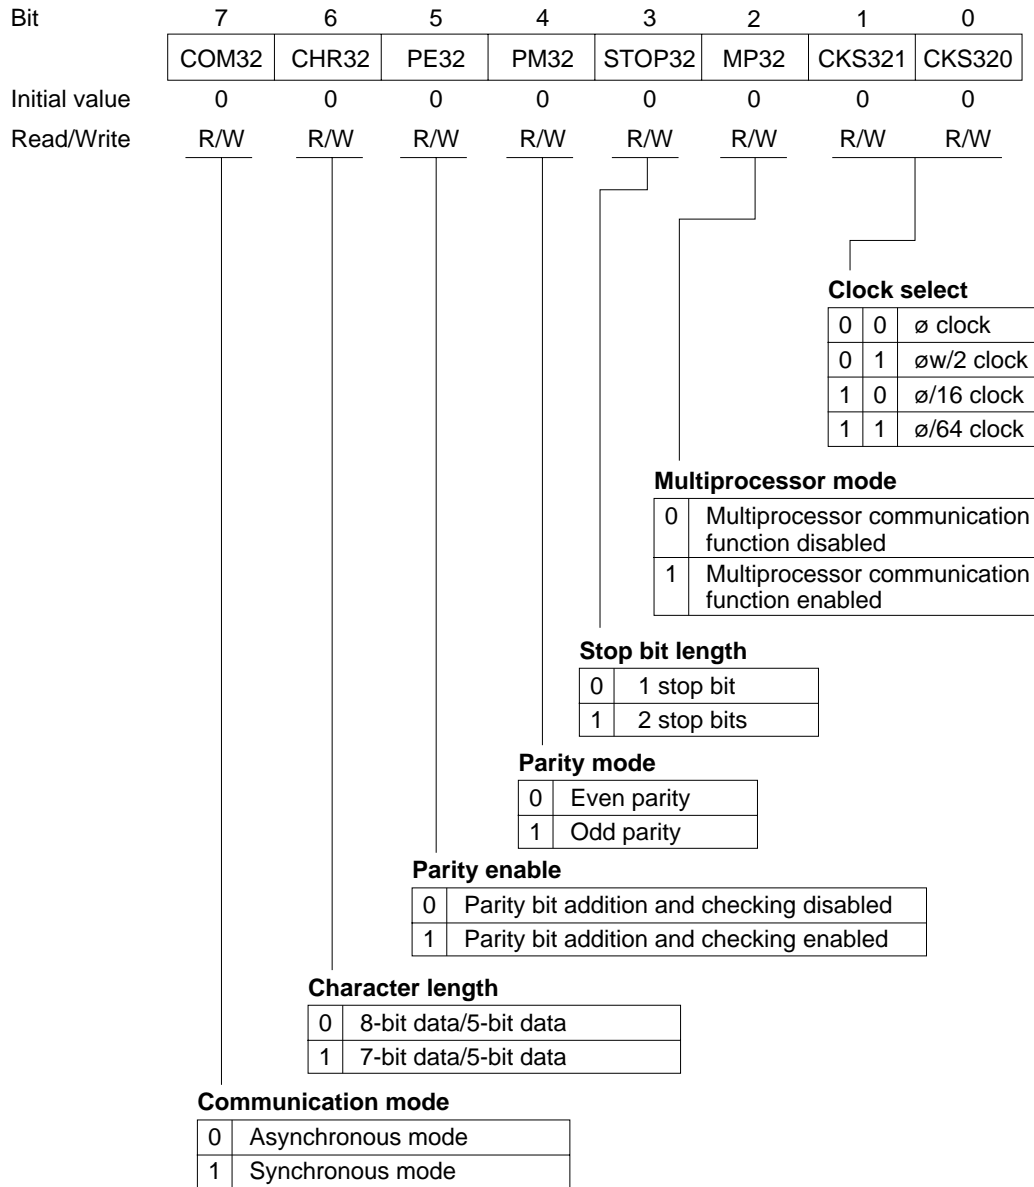 Bit 7 6 5 4 3 2 1 0
COM32 CHR32 PE32 PM32 STOP32 MP32 CKS321 CKS320
Initial value 0 0 0 0 0 0 0 0
Read/Write R/W R/W R/W R/W R/W R/W R/W R/W
Clock select
0 0 ø clock
0 1 øw/2 clock
1 0 ø/16 clock
1 1 ø/64 clock
Multiprocessor mode
0 Multiprocessor communication
function disabled
1 Multiprocessor communication
function enabled
Stop bit length
0 1 stop bit
1 2 stop bits
Parity mode
0 Even parity
1 Odd parity
Parity enable
0 Parity bit addition and checking disabled
1 Parity bit addition and checking enabled
Character length
0 8-bit data/5-bit data
1 7-bit data/5-bit data
Communication mode
0 Asynchronous mode
1 Synchronous mode